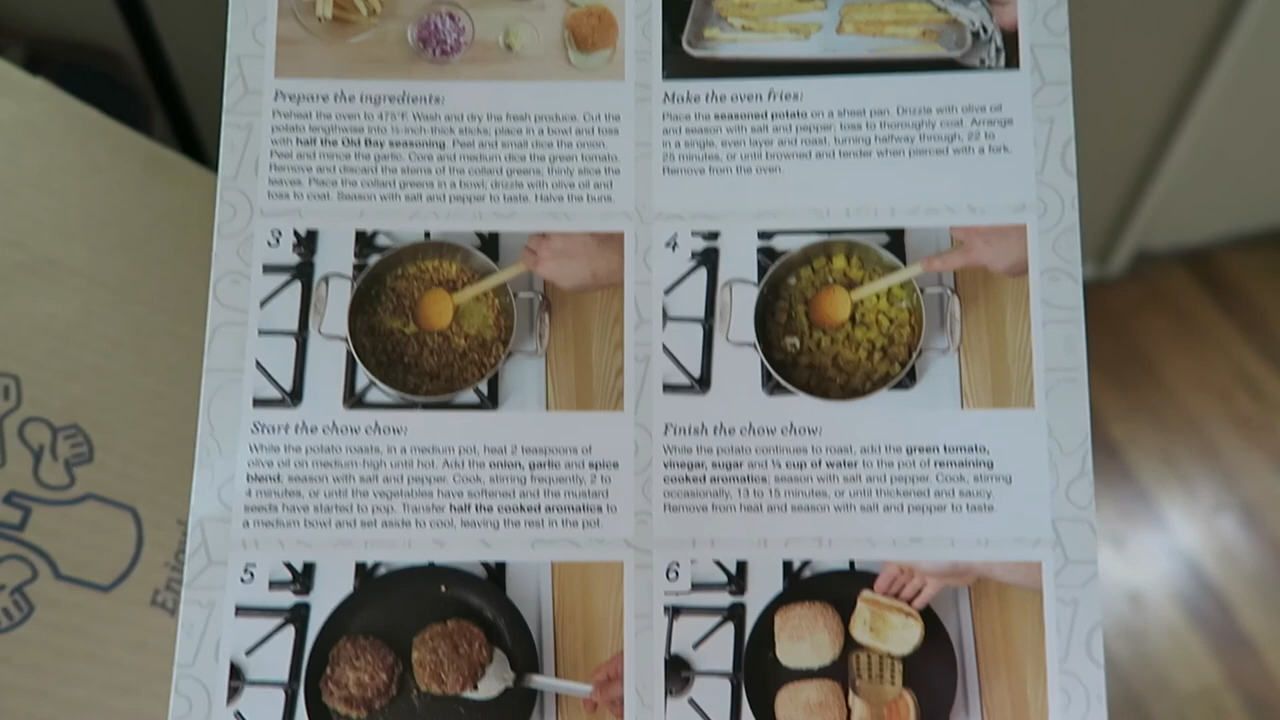 Prepare the ingredients:
Preheat the oven to 475°F. Wash and dry the fresh produce. Cut the
potato lengthwise into ½-inch-thick sticks; place in a bowl and toss
with half the Old Bay seasoning. Peel and small dice the onion.
Peel and mince the garlic. Core and medium dice the green tomato.
Remove and discard the stems of the collard greens; thinly slice the
leaves. Place the collard greens in a bowl; drizzle with olive oil and
toss to coat. Season with salt and pepper to taste. Halve the buns.
Make the oven fries:
Place the seasoned potato on a sheet pan. Drizzle with olive oil
and season with salt and pepper; toss to thoroughly coat. Arrange
in a single, even layer and roast, turning halfway through, 22 to
25 minutes, or until browned and tender when pierced with a fork.
Remove from the oven.
3
Start the chow chow:
While the potato roasts, in a medium pot, heat 2 teaspoons of
olive oil on medium-high until hot. Add the onion, garlic and spice
blend; season with salt and pepper. Cook, stirring frequently, 2 to
4 minutes, or until the vegetables have softened and the mustard
seeds have started to pop. Transfer half the cooked aromatics to
a medium bowl and set aside to cool, leaving the rest in the pot.
4
Finish the chow chow:
While the potato continues to roast, add the green tomato,
vinegar, sugar and ¼ cup of water to the pot of remaining
cooked aromatics; season with salt and pepper. Cook, stirring
occasionally, 13 to 15 minutes, or until thickened and saucy.
Remove from heat and season with salt and pepper to taste.
5
6
Enjoy